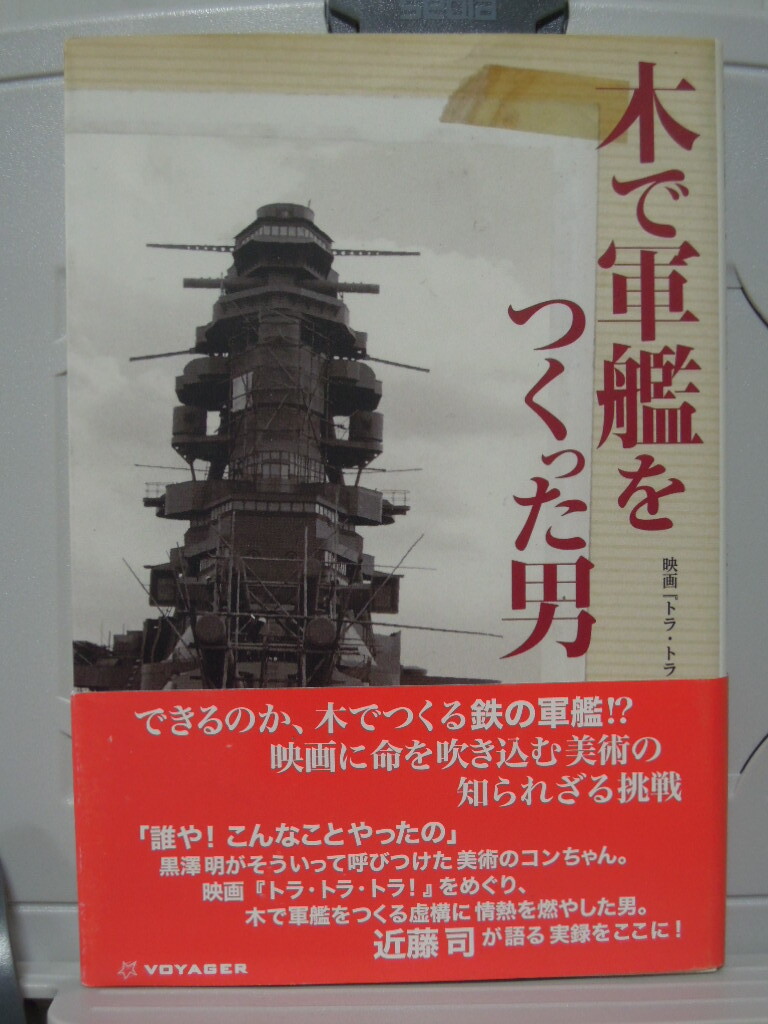 木で軍艦を
つくった男
映画『トラ・トラ
できるのか、木でつくる鉄の軍艦!?
映画に命を吹き込む美術の
知られざる挑戦
「誰や! こんなことやったの」
黒澤明がそういって呼びつけた美術のコンちゃん。
映画『トラ・トラ・トラ!』をめぐり、
木で軍艦をつくる虚構に情熱を燃やした男。
近藤司が語る実録をここに!
VOYAGER